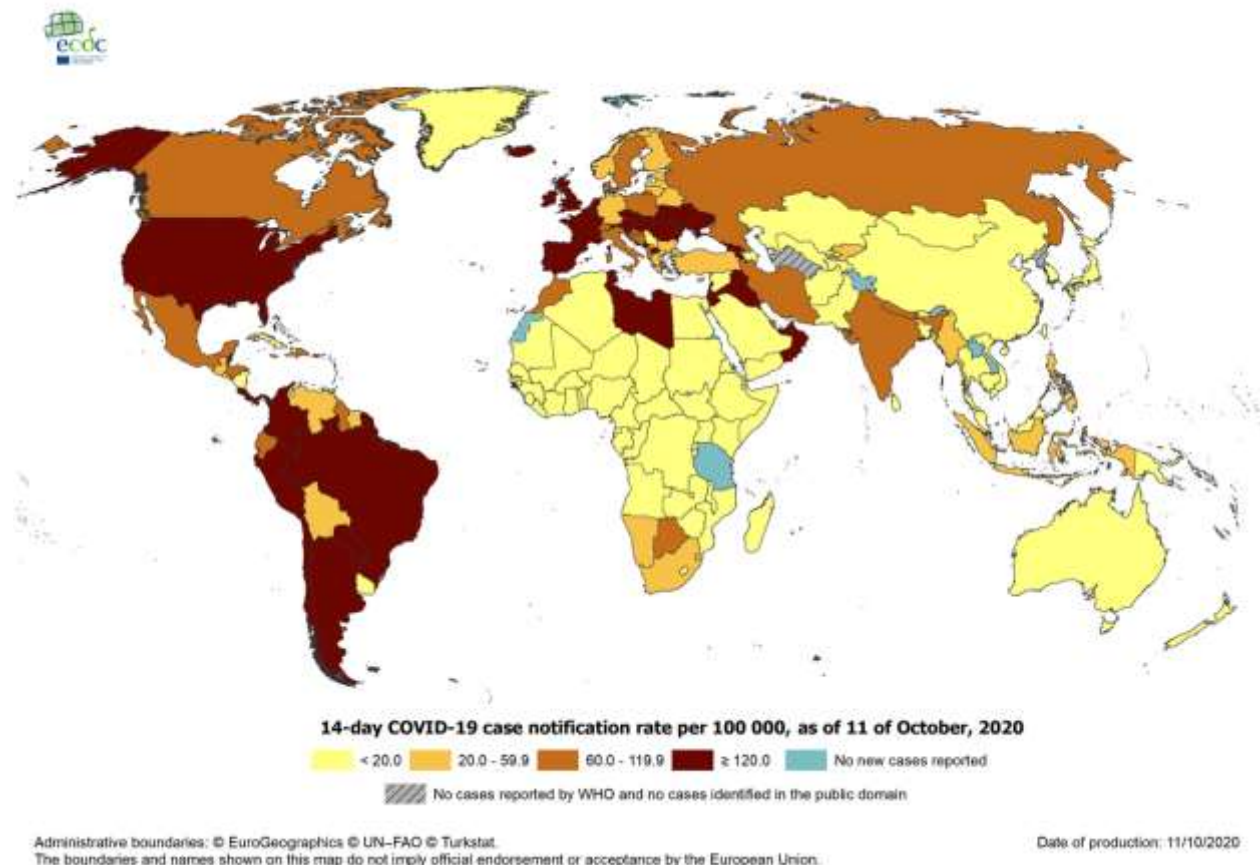 ecdc
14-day COVID-19 case notification rate per 100 000, as of 11 of October, 2020
< 20.0 20.0 - 59.9 60.0 - 119.9 ≥ 120.0 No new cases reported
No cases reported by WHO and no cases identified in the public domain
Administrative boundaries: © EuroGeographics © UN–FAO © Turkstat. Date of production: 11/10/2020
The boundaries and names shown on this map do not imply official endorsement or acceptance by the European Union.